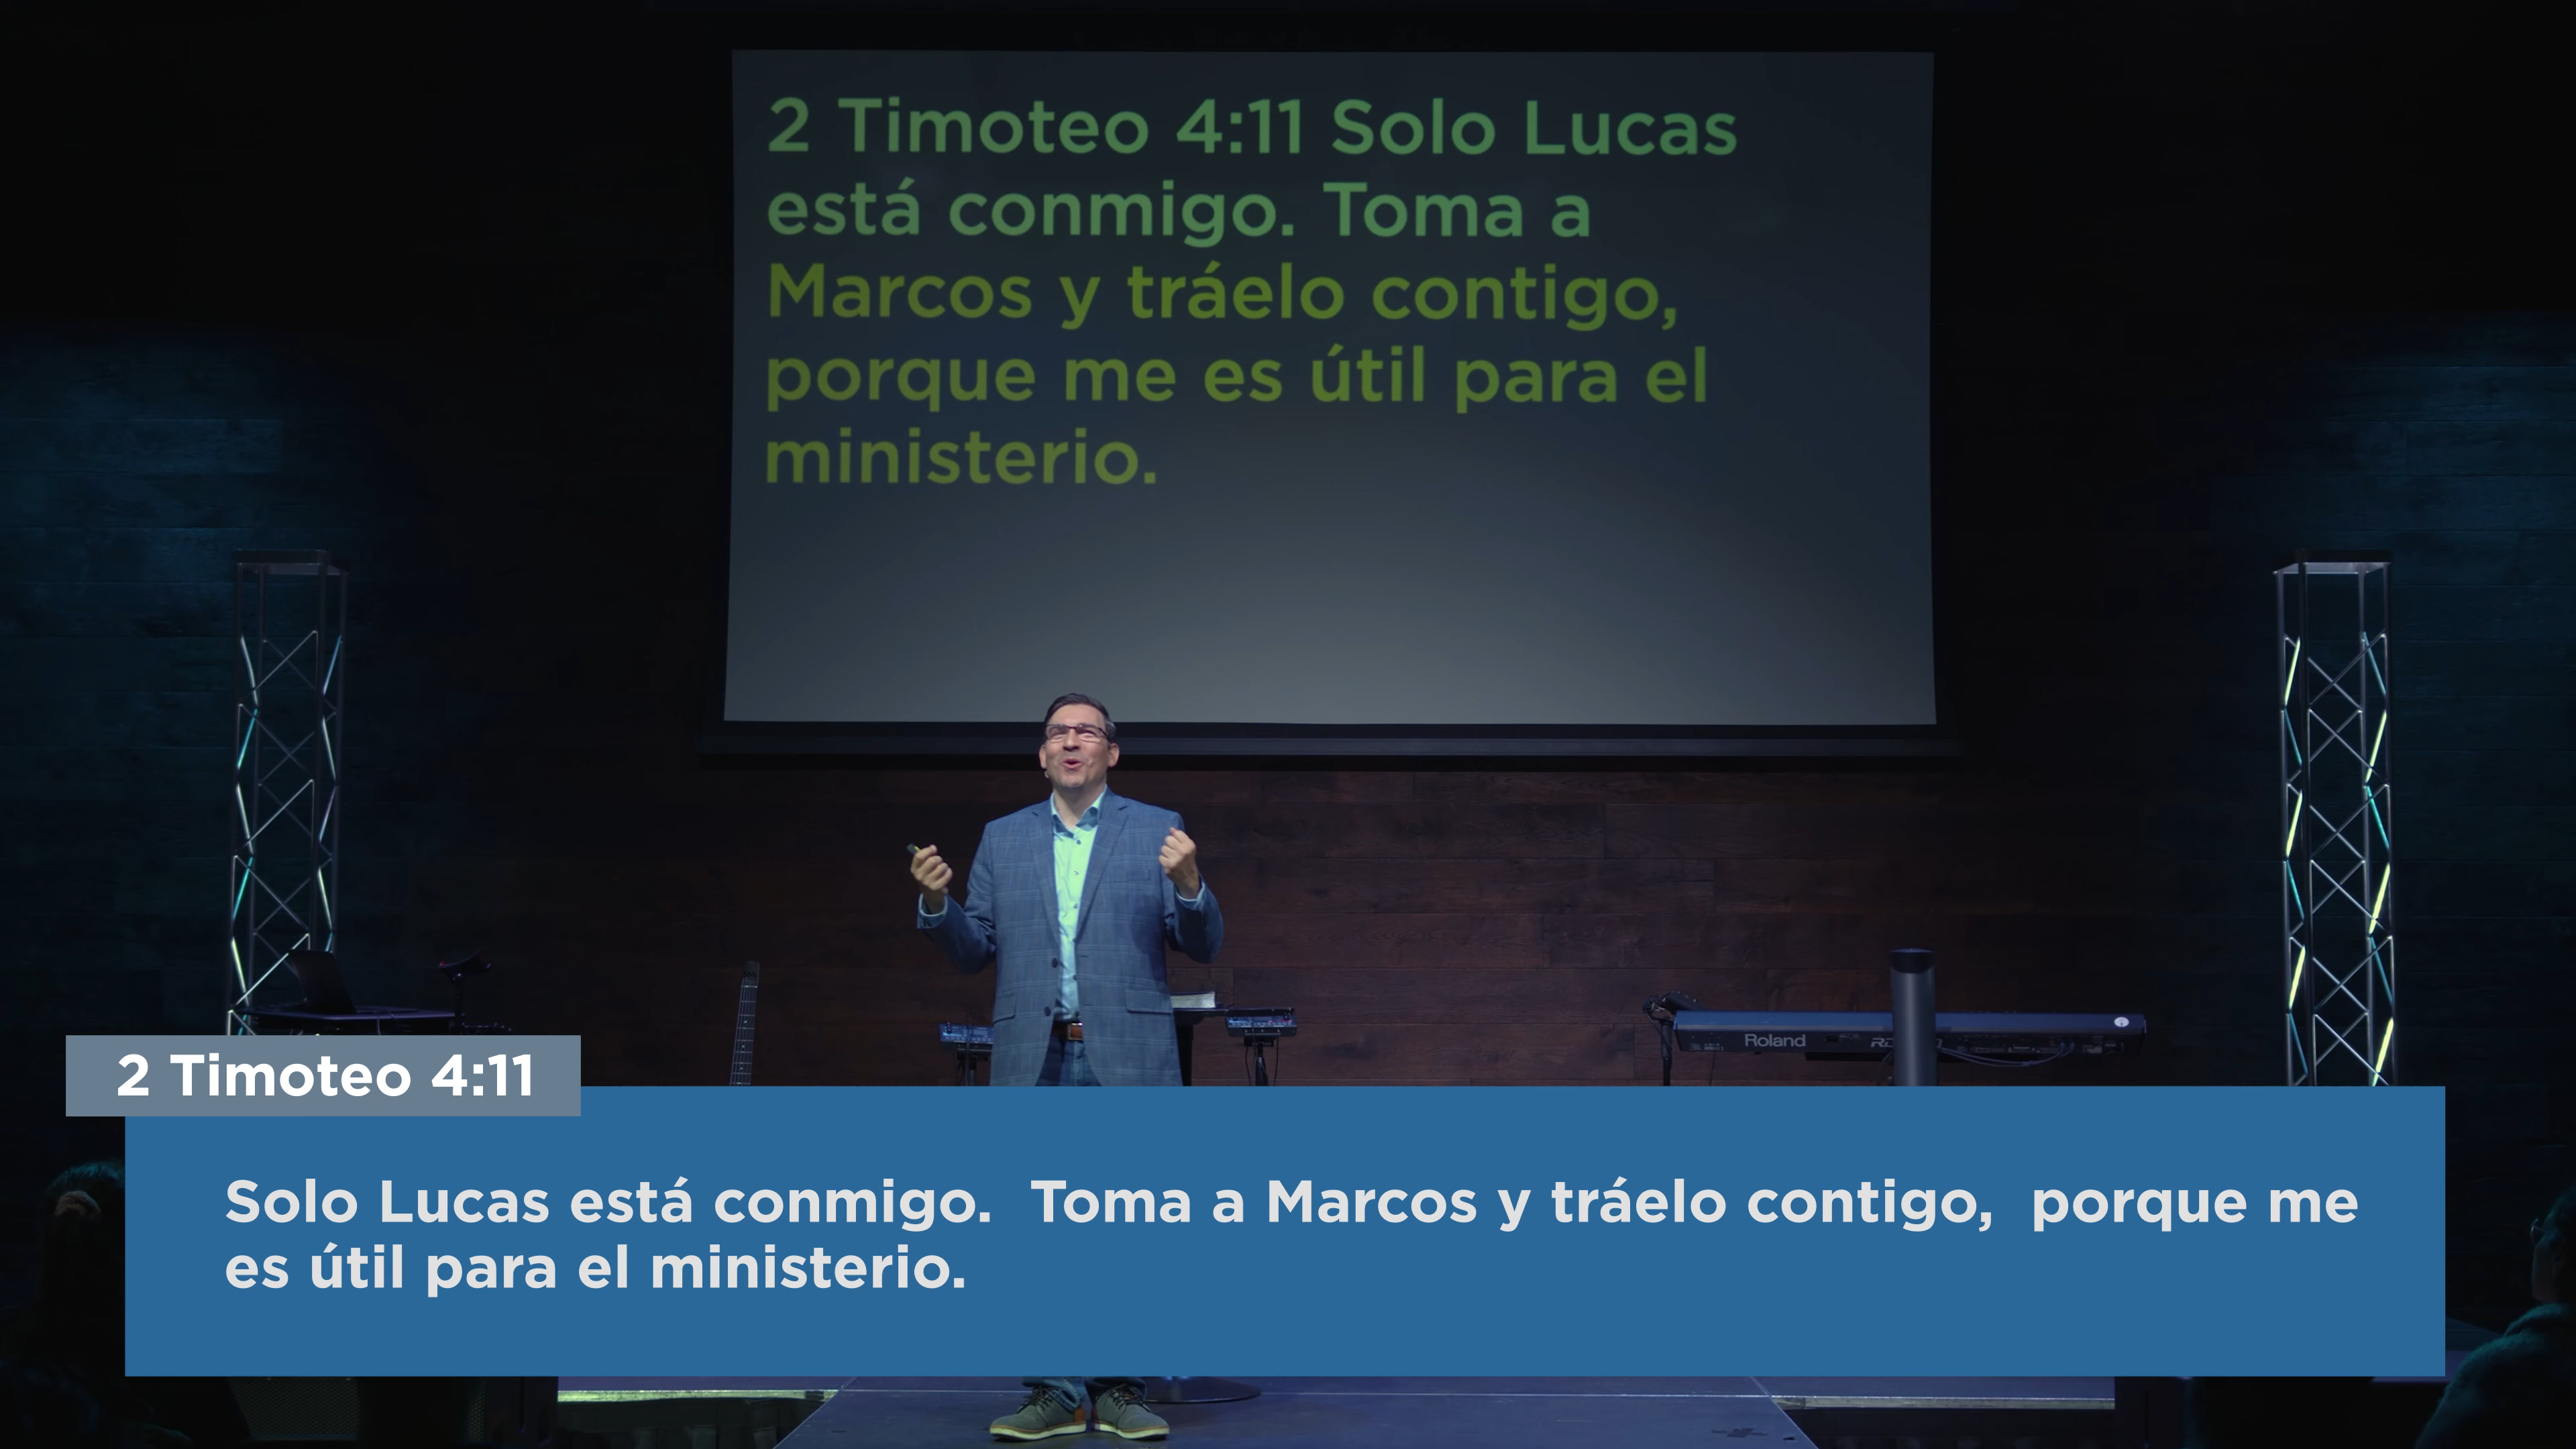 2 Timoteo 4:11 Solo Lucas
está conmigo. Toma a
Marcos y tráelo contigo,
porque me es útil para el
ministerio.
Roland
2 Timoteo 4:11
Solo Lucas está conmigo. Toma a Marcos y tráelo contigo, porque me
es útil para el ministerio.